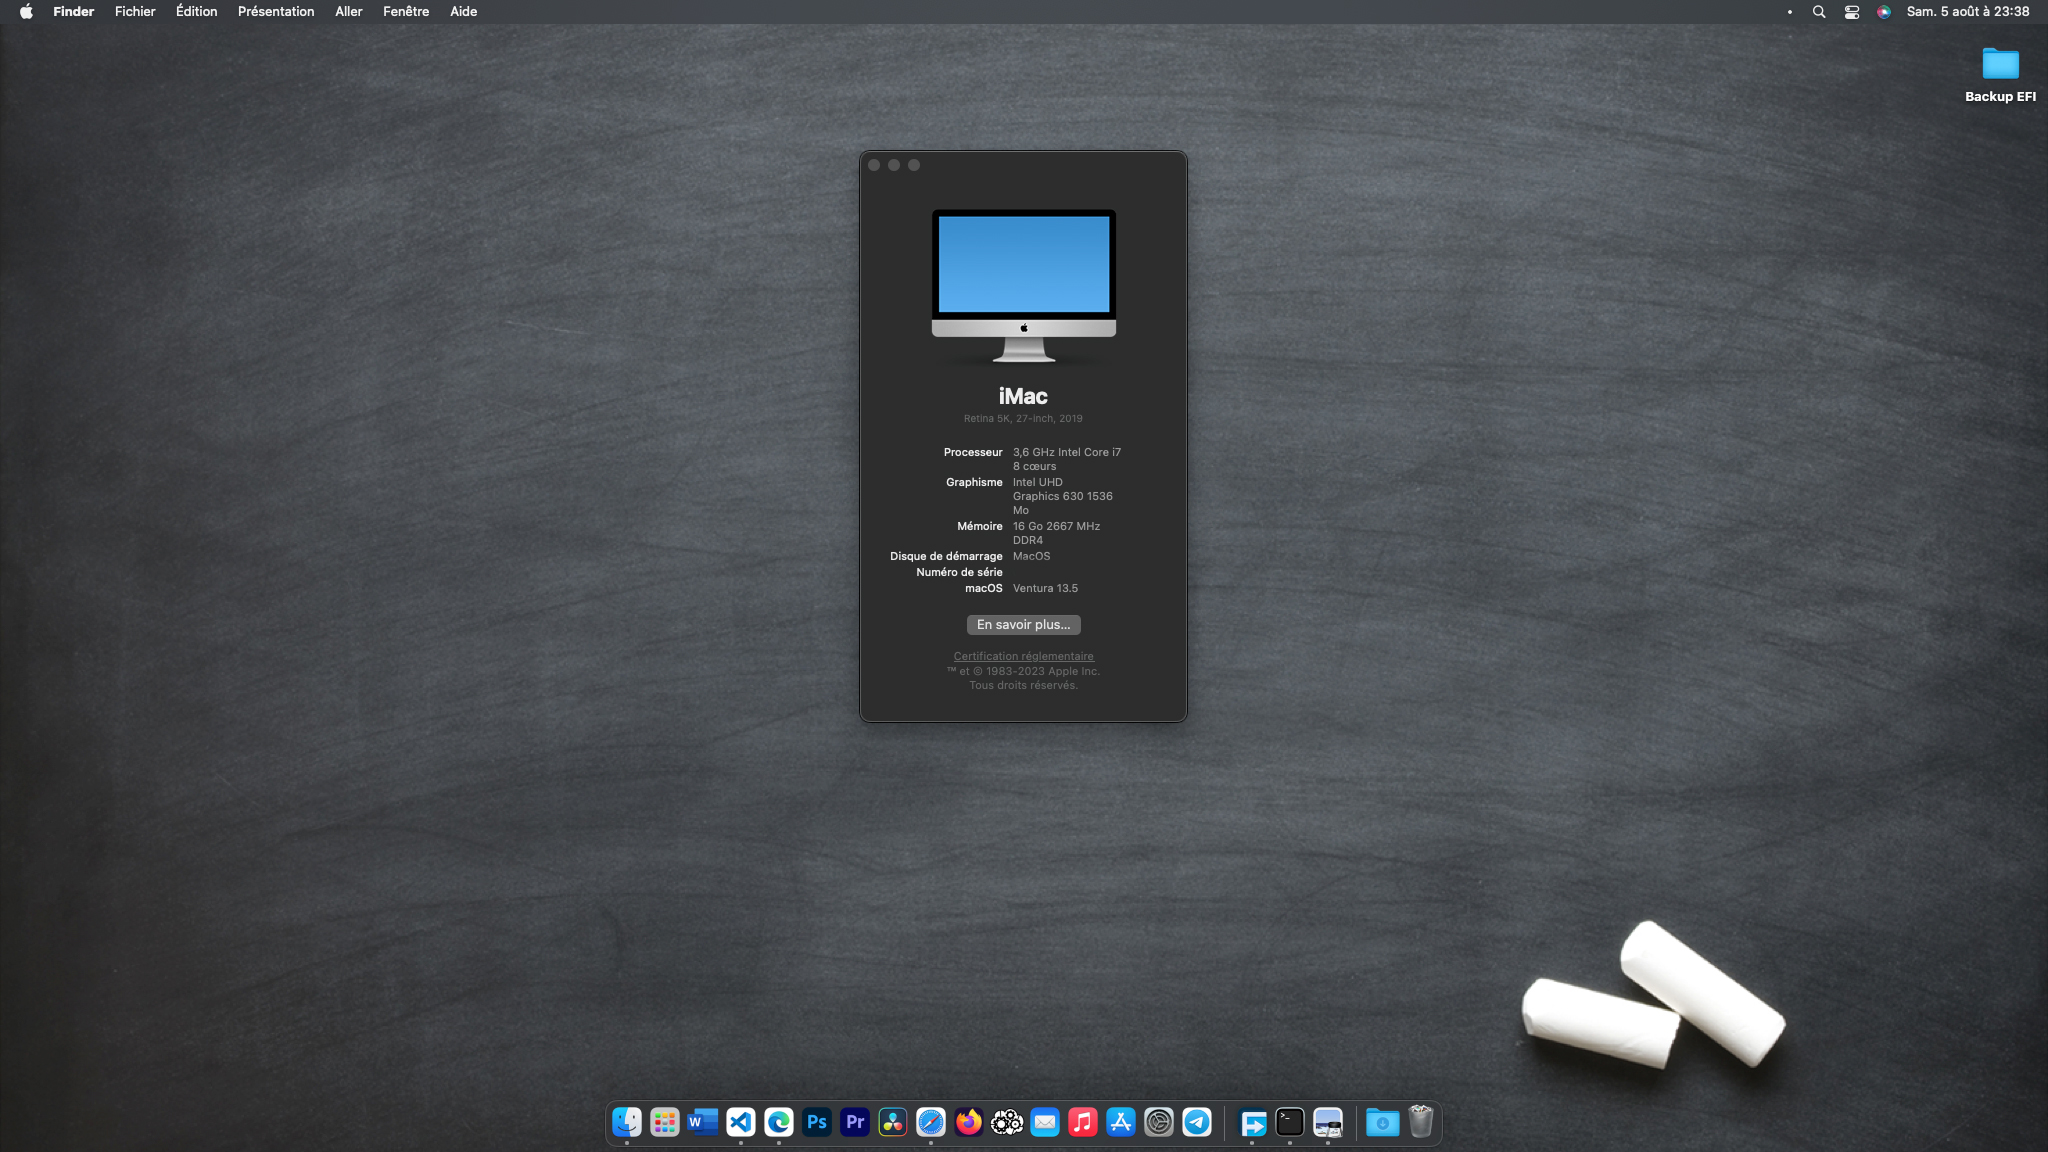 Finder Fichier Édition Présentation Aller Fenêtre Aide
Sam. 5 août à 23:38
Backup EFI
iMac
Retina 5K, 27-inch, 2019
Processeur 3,6 GHz Intel Core i7
8 cœurs
Graphisme Intel UHD
Graphics 630 1536
Mo
Mémoire 16 Go 2667 MHz
DDR4
Disque de démarrage MacOS
Numéro de série
macOS Ventura 13.5
En savoir plus...
Certification réglementaire
™ et © 1983-2023 Apple Inc.
Tous droits réservés.
W Ps Pr >_